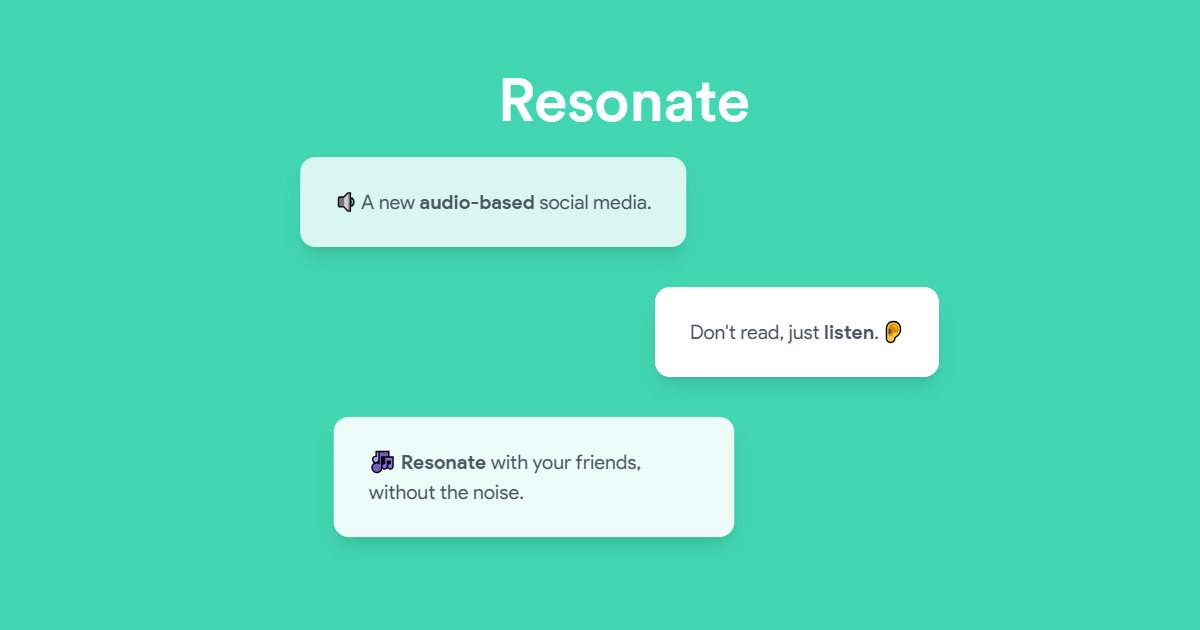 Resonate
🔈 A new audio-based social media.
Don't read, just listen. 👂
🎶 Resonate with your friends,
without the noise.